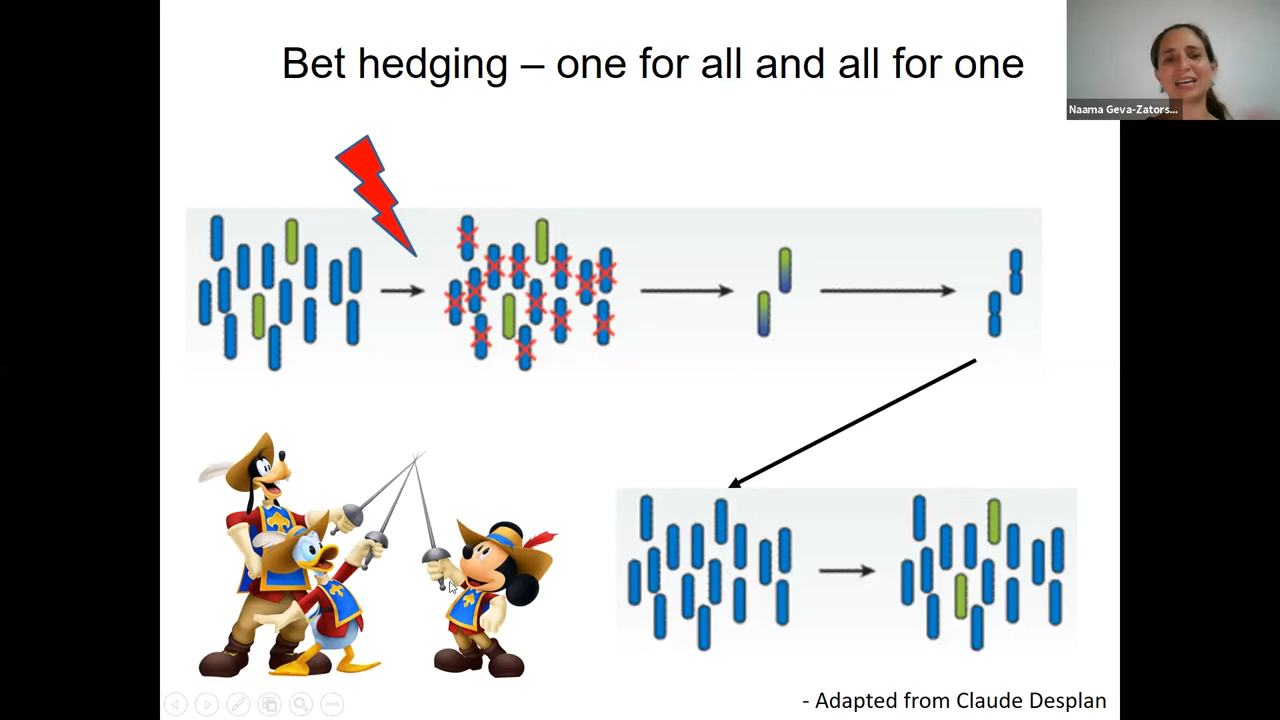 Bet hedging – one for all and all for one
Naama Geva-Zators...
- Adapted from Claude Desplan